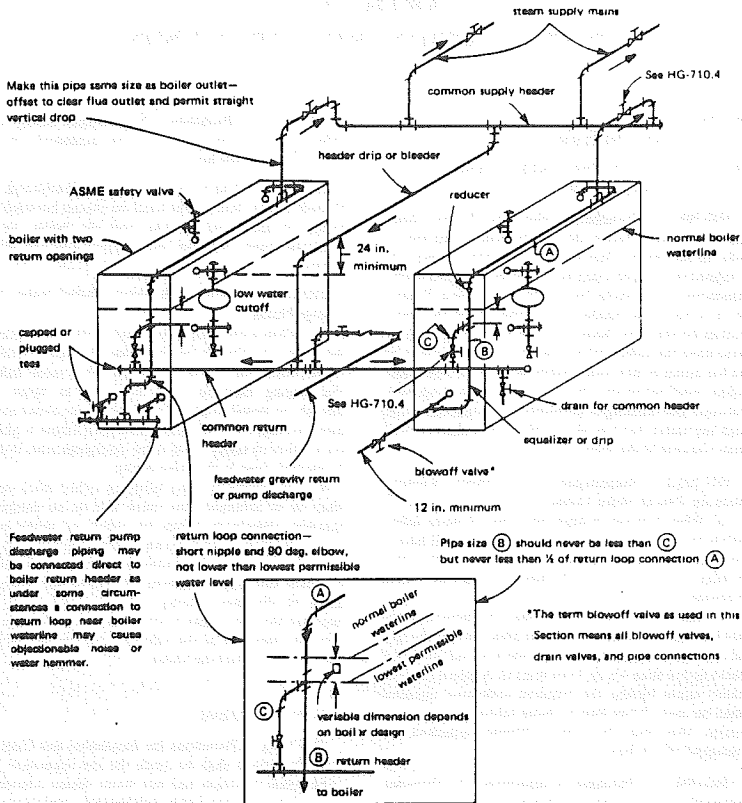 steam supply mains
See HG-710.4
Make this pipe same size as boiler outlet—
offset to clear flue outlet and permit straight
vertical drop
common supply header
header drip or bleeder
ASME safety valve
reducer
boiler with two
return openings
A
normal boiler
waterline
24 in.
minimum
low water
cutoff
capped or
plugged
tees
C
B
See HG-710.4
drain for common header
common return
header
equalizer or drip
feedwater gravity return
or pump discharge
blowoff valve*
12 in. minimum
Feedwater return pump
discharge piping may
be connected direct to
boiler return header as
under some circum-
stances a connection to
return loop near boiler
waterline may cause
objectionable noise or
water hammer.
return loop connection—
short nipple and 90 deg. elbow,
not lower than lowest permissible
water level
Pipe size B should never be less than C
but never less than ½ of return loop connection A
A
normal boiler
waterline
lowest permissible
waterline
C
variable dimension depends
on boiler design
B return header
to boiler
*The term blowoff valve as used in this
Section means all blowoff valves,
drain valves, and pipe connections